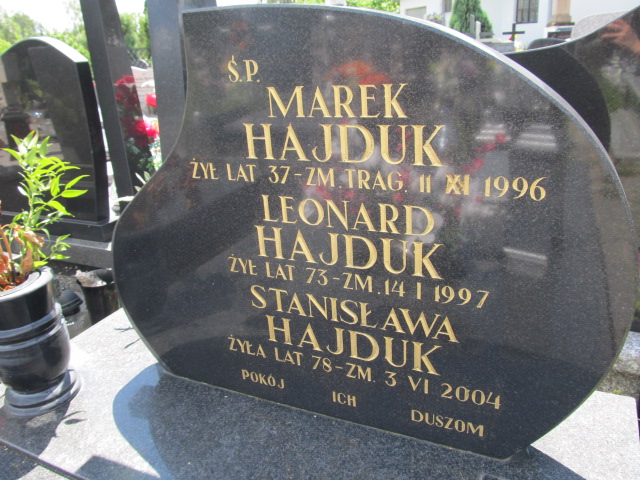 Ś.P.
MAREK
HAJDUK
ŻYŁ LAT 37-ZM. TRAG. 11 XI 1996
LEONARD
HAJDUK
ŻYŁ LAT 73-ZM. 14 I 1997
STANISŁAWA
HAJDUK
ŻYŁA LAT 78-ZM. 3 VI 2004
POKÓJ ICH DUSZOM